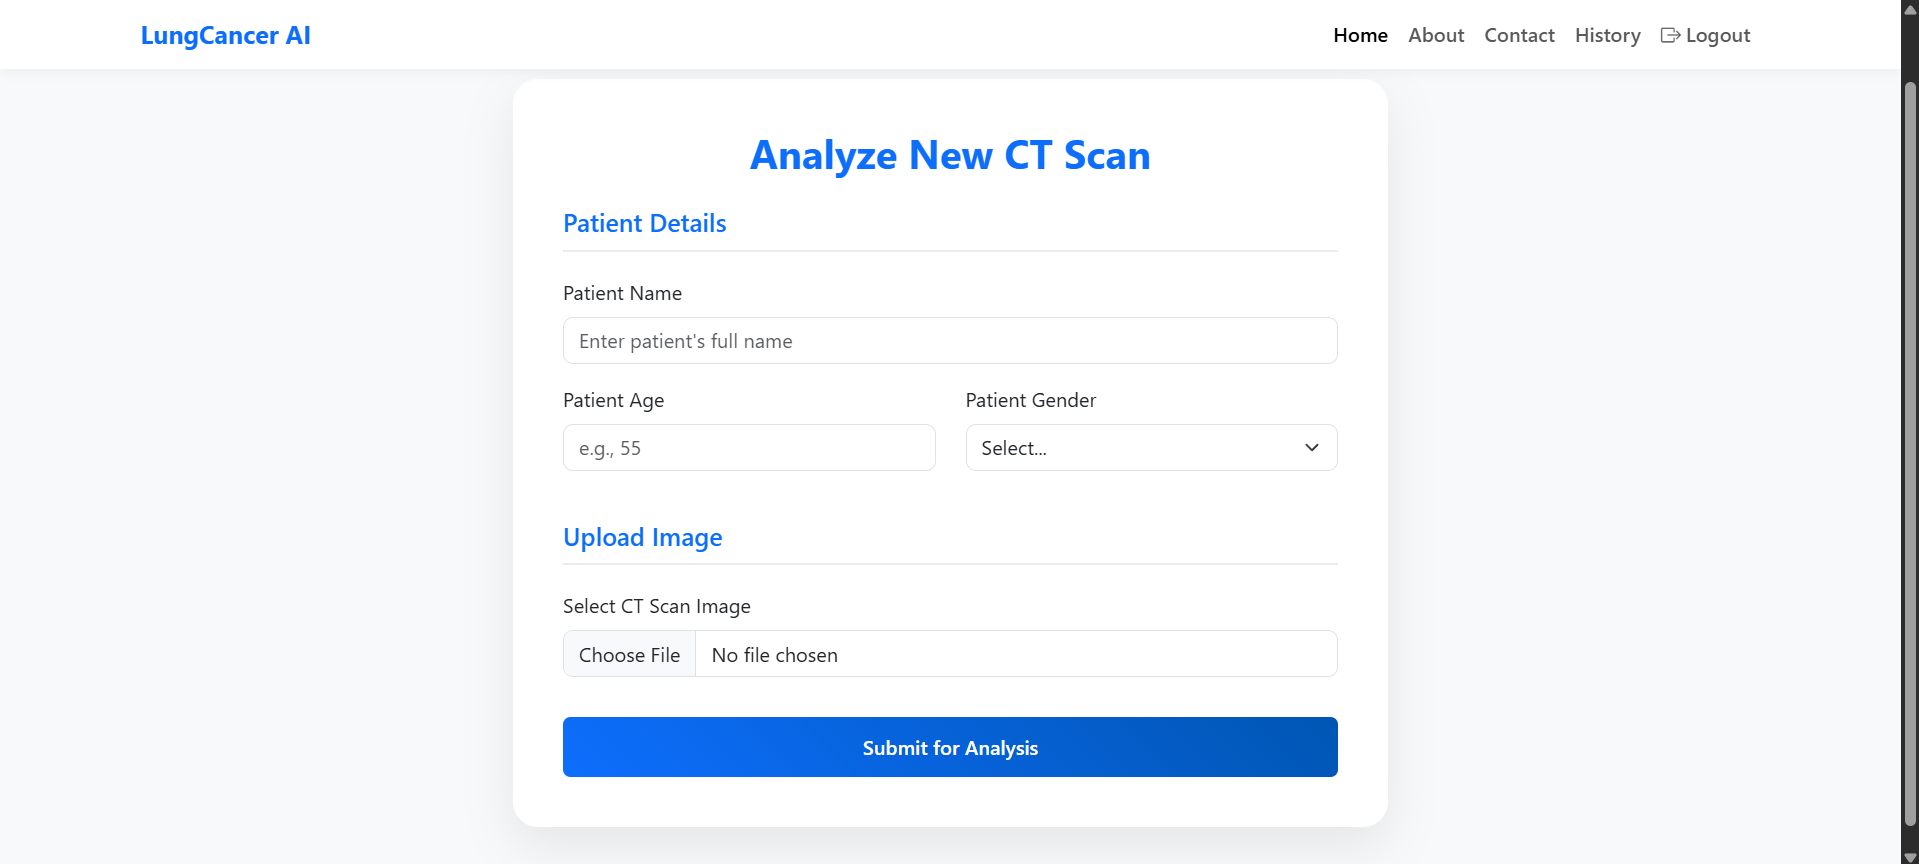 LungCancer AI
Home About Contact History Logout
Analyze New CT Scan
Patient Details
Patient Name
Enter patient's full name
Patient Age Patient Gender
e.g., 55 Select...
Upload Image
Select CT Scan Image
Choose File No file chosen
Submit for Analysis